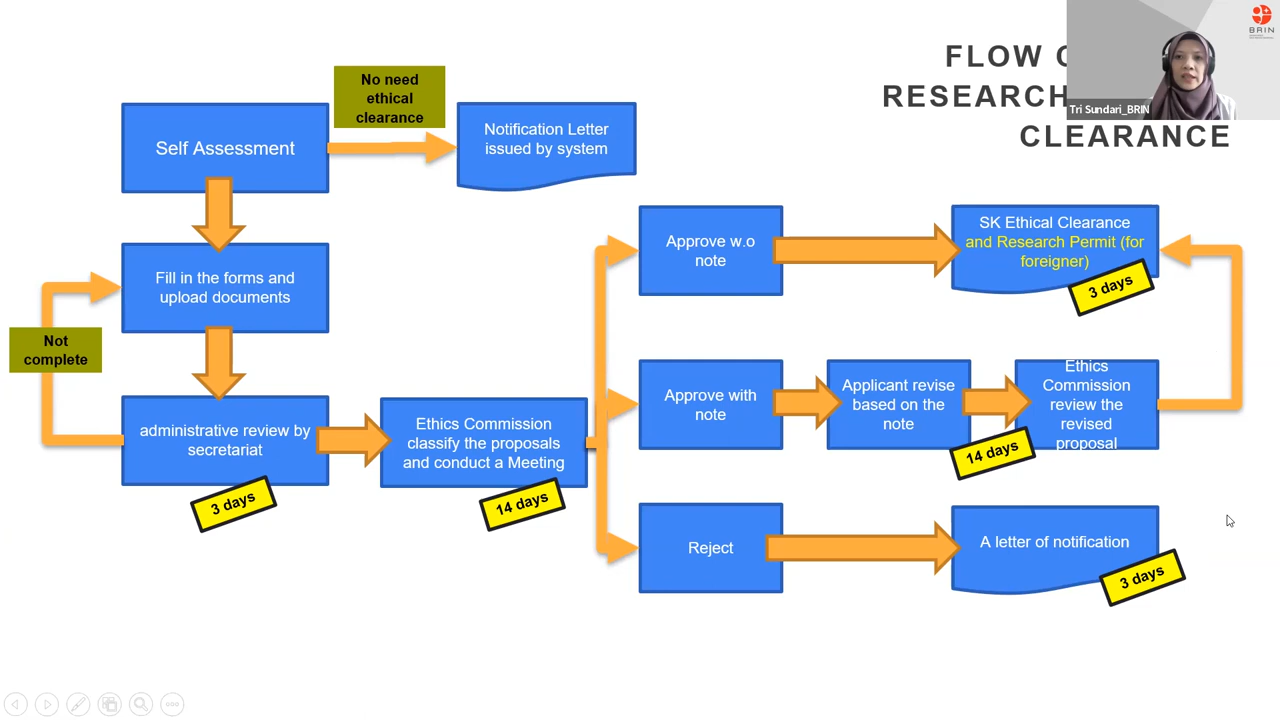 FLOW
RESEARCH
CLEARANCE
BRIN
Tri Sundari_BRIN
No need
ethical
clearance
Self Assessment
Notification Letter
issued by system
Fill in the forms and
upload documents
Not
complete
administrative review by
secretariat
3 days
Ethics Commission
classify the proposals
and conduct a Meeting
14 days
Approve w.o
note
SK Ethical Clearance
and Research Permit (for
foreigner)
3 days
Approve with
note
Applicant revise
based on the
note
14 days
Ethics
Commission
review the
revised
proposal
Reject
A letter of notification
3 days